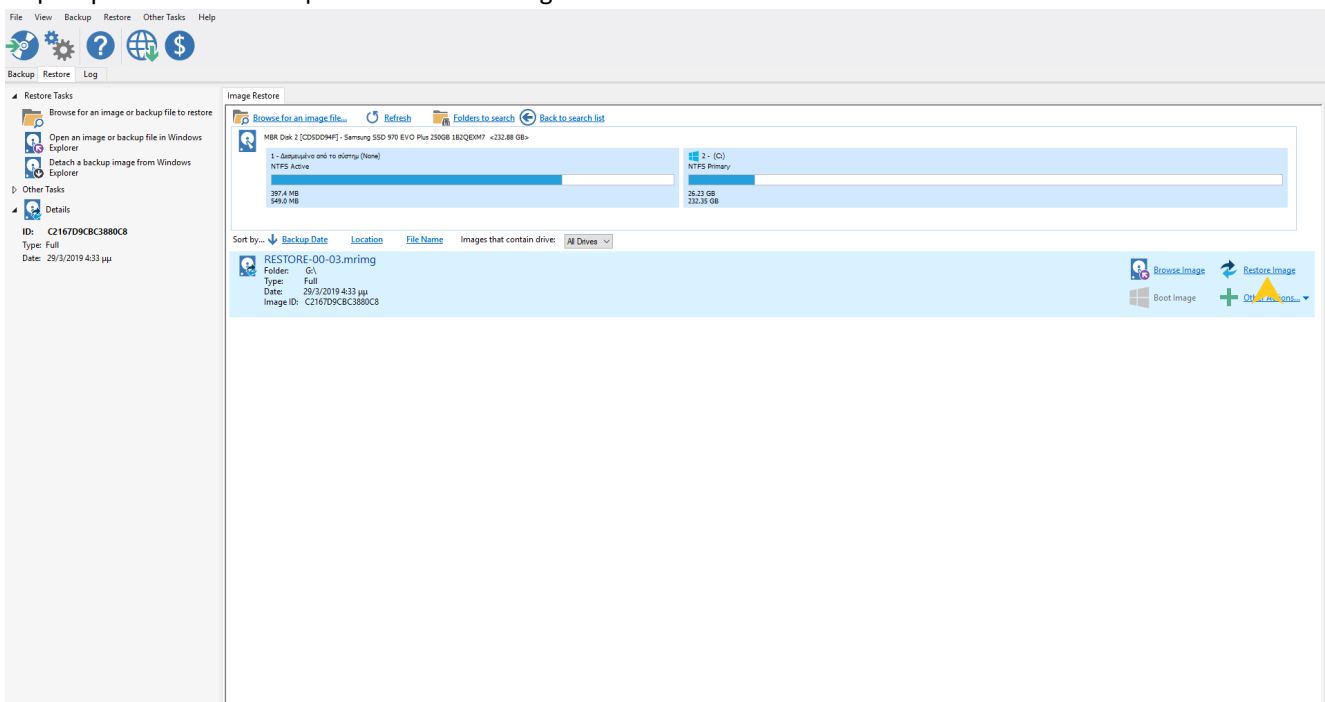 File View Backup Restore Other Tasks Help
Backup Restore Log
Restore Tasks
Browse for an image or backup file to restore
Open an image or backup file in Windows
Explorer
Detach a backup image from Windows
Explorer
Other Tasks
Details
ID: C2167D9CBC3880C8
Type: Full
Date: 29/3/2019 4:33 μμ
Image Restore
Browse for an image file... Refresh Folders to search Back to search list
MBR Disk 2 [CD5DD94F] - Samsung SSD 970 EVO Plus 250GB 1B2QEXM7 <232.88 GB>
1 - Δεσμευμένο από το σύστημ (None)
NTFS Active
397.4 MB
549.0 MB
2 - (C:)
NTFS Primary
26.23 GB
232.35 GB
Sort by... Backup Date Location File Name Images that contain drive: All Drives
RESTORE-00-03.mrimg
Folder: G:\
Type: Full
Date: 29/3/2019 4:33 μμ
Image ID: C2167D9CBC3880C8
Browse Image Restore Image
Boot Image